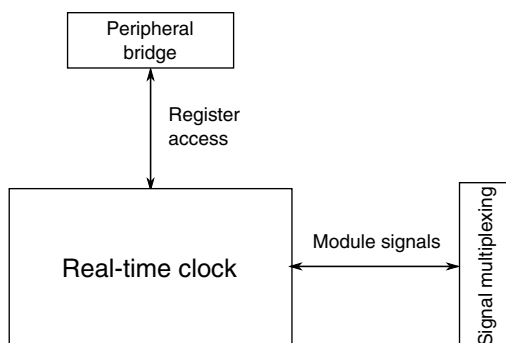 Peripheral
bridge
Register
access
Real-time clock
Module signals
Signal multiplexing